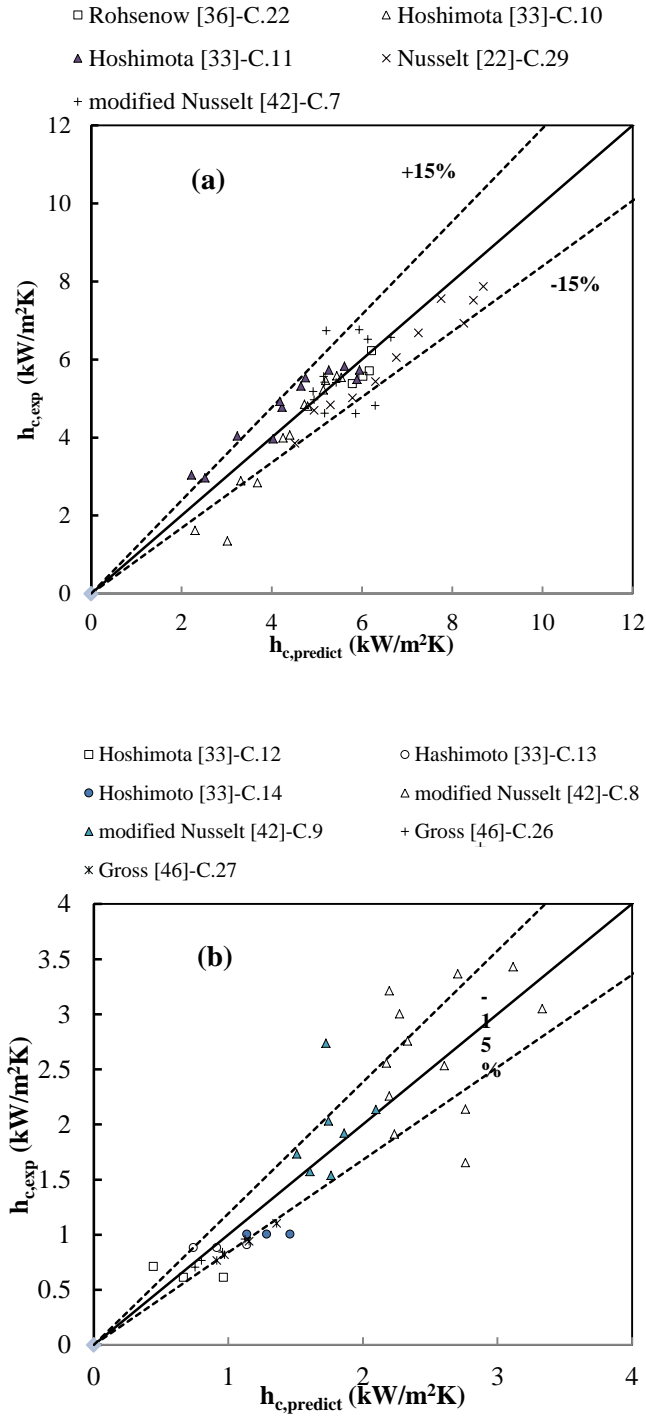 Rohsenow [36]-C.22 Hoshimota [33]-C.10
Hoshimota [33]-C.11 Nusselt [22]-C.29
modified Nusselt [42]-C.7
12
10
8
6
4
2
0
h_c,exp (kW/m²K)
(a)
+15%
-15%
0 2 4 6 8 10 12
h_c,predict (kW/m²K)
Hoshimota [33]-C.12 Hashimoto [33]-C.13
Hoshimoto [33]-C.14 modified Nusselt [42]-C.8
modified Nusselt [42]-C.9 Gross [46]-C.26
Gross [46]-C.27
4
3.5
3
2.5
2
1.5
1
0.5
0
h_c,exp (kW/m²K)
(b)
-
1
5
%
0 1 2 3 4
h_c,predict (kW/m²K)